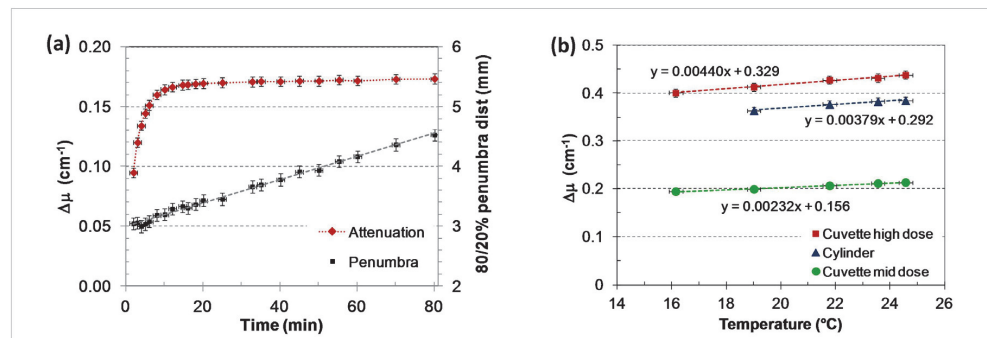 (a)
0.20
0.15
0.10
0.05
0.00
Δμ (cm⁻¹)
6
5
4
3
2
80/20% penumbra dist (mm)
Attenuation
Penumbra
0 20 40 60 80
Time (min)
(b)
0.5
0.4
0.3
0.2
0.1
0
Δμ (cm⁻¹)
y = 0.00440x + 0.329
y = 0.00379x + 0.292
y = 0.00232x + 0.156
Cuvette high dose
Cylinder
Cuvette mid dose
14 16 18 20 22 24 26
Temperature (°C)